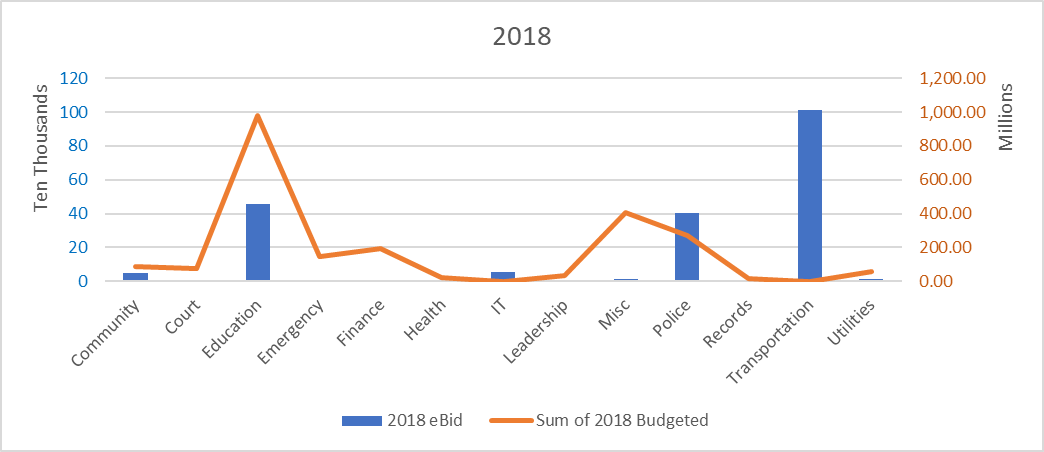 2018
Ten Thousands
120
100
80
60
40
20
0
1,200.00
1,000.00
800.00
600.00
400.00
200.00
0.00
Millions
Community
Court
Education
Emergency
Finance
Health
IT
Leadership
Misc
Police
Records
Transportation
Utilities
2018 eBid
Sum of 2018 Budgeted